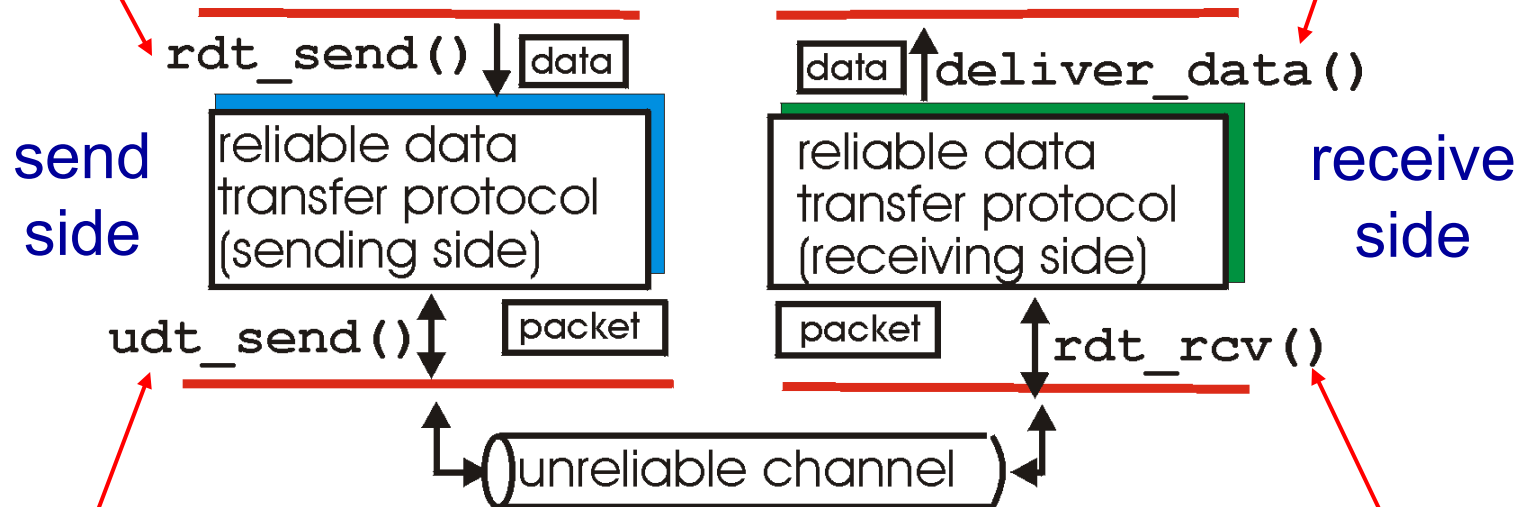 rdt_send()
data
data
deliver_data()
send
side
reliable data
transfer protocol
(sending side)
reliable data
transfer protocol
(receiving side)
receive
side
udt_send()
packet
packet
rdt_rcv()
unreliable channel